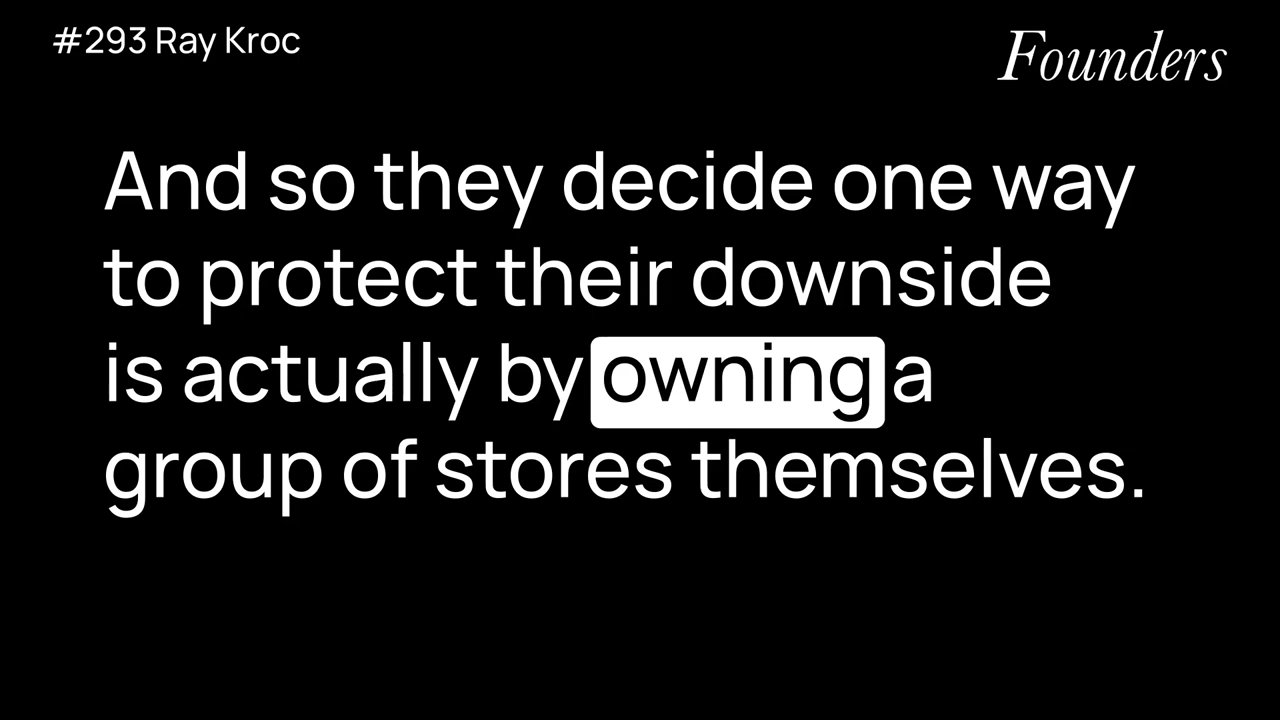 #293 Ray Kroc
Founders
And so they decide one way
to protect their downside
is actually by owning a
group of stores themselves.